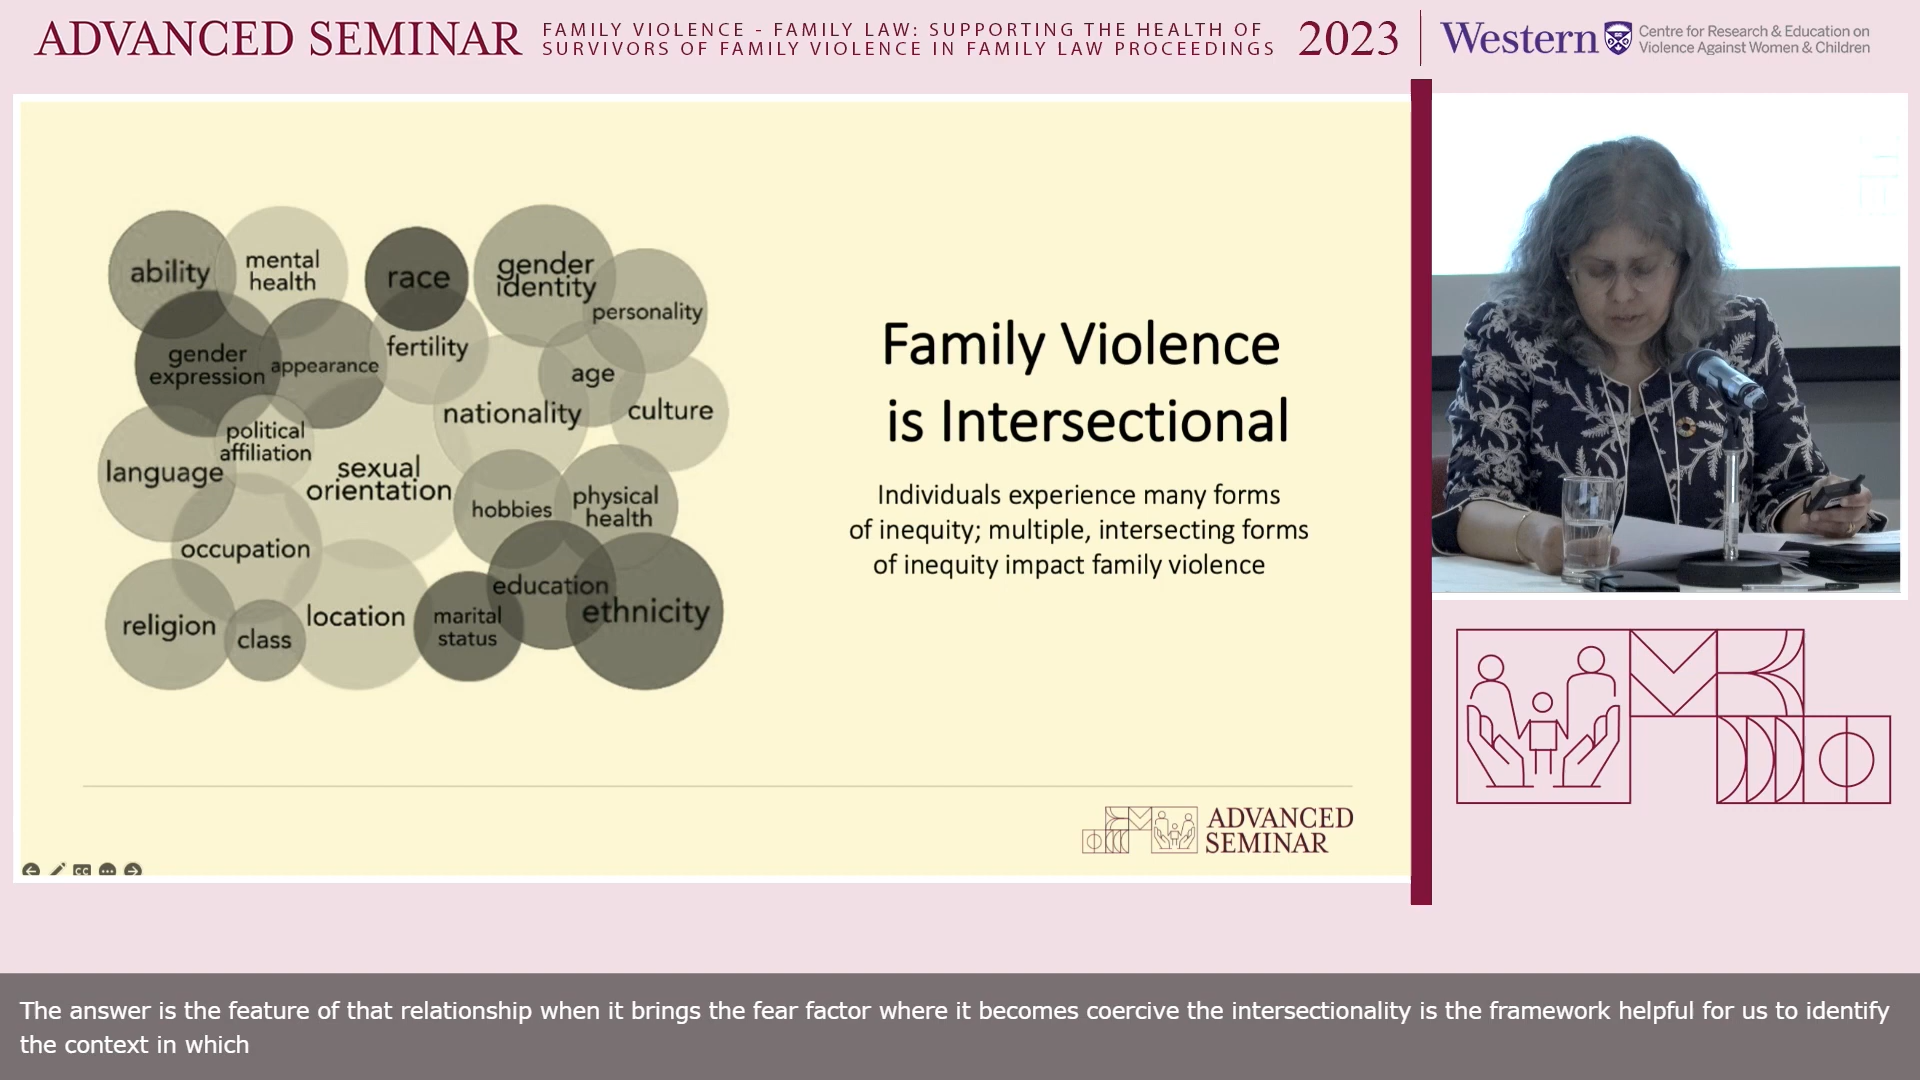 ADVANCED SEMINAR
FAMILY VIOLENCE - FAMILY LAW: SUPPORTING THE HEALTH OF
SURVIVORS OF FAMILY VIOLENCE IN FAMILY LAW PROCEEDINGS
2023
Western
Centre for Research & Education on
Violence Against Women & Children
ability
mental
health
race
gender
identity
personality
gender
expression
appearance
fertility
age
nationality
culture
political
affiliation
language
sexual
orientation
hobbies
physical
health
occupation
education
ethnicity
religion
class
location
marital
status
Family Violence
is Intersectional
Individuals experience many forms
of inequity; multiple, intersecting forms
of inequity impact family violence
ADVANCED
SEMINAR
CC
The answer is the feature of that relationship when it brings the fear factor where it becomes coercive the intersectionality is the framework helpful for us to identify
the context in which